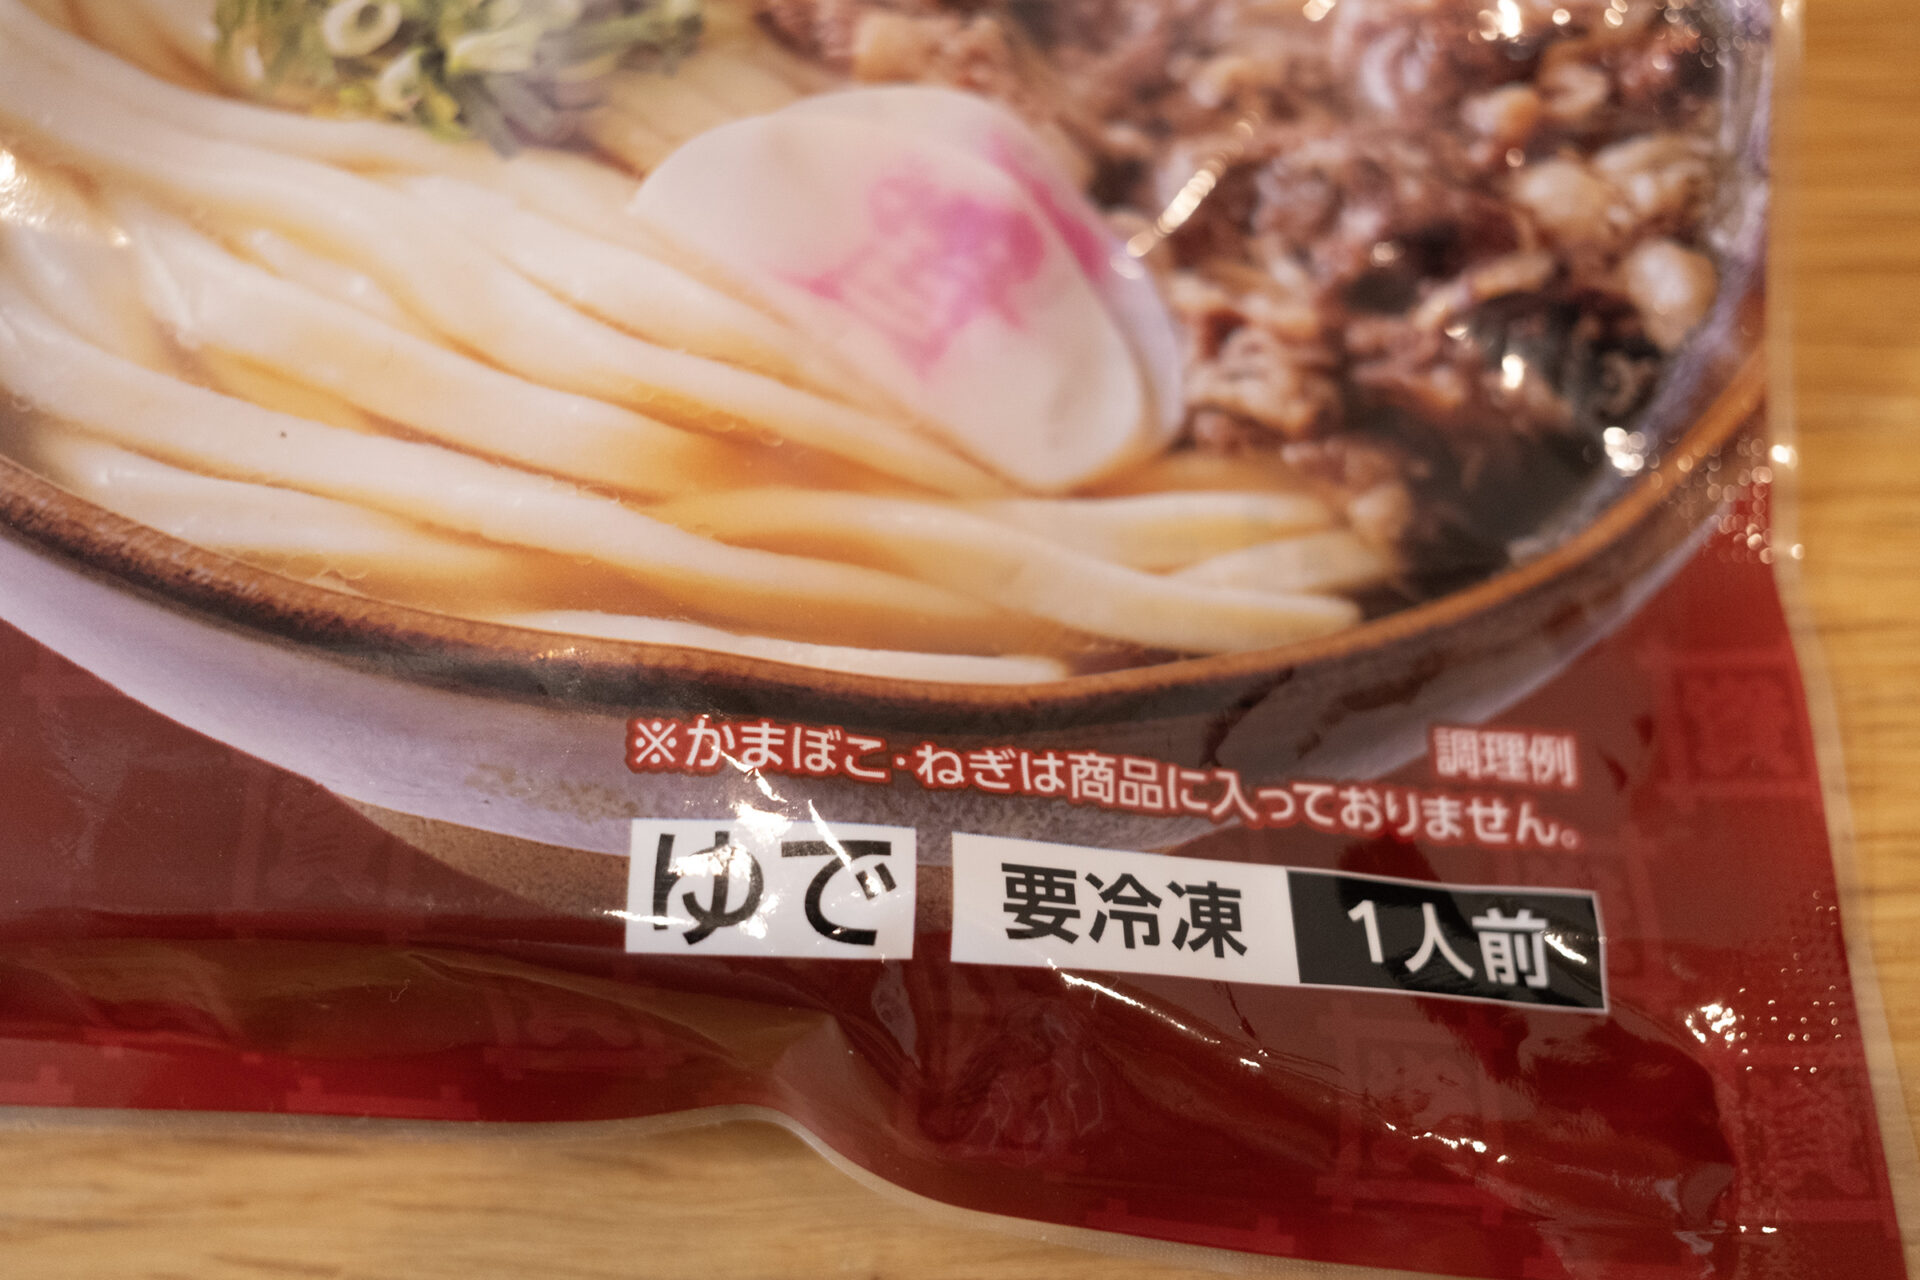 調理例
※かまぼこ・ねぎは商品に入っておりません。
ゆで 要冷凍 1人前